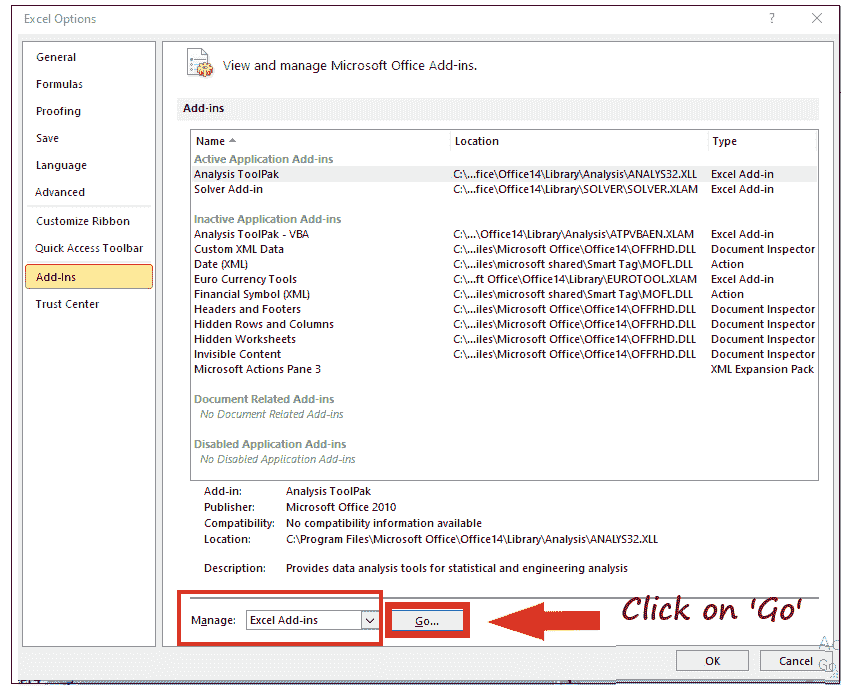 Excel Options
General
Formulas
Proofing
Save
Language
Advanced
Customize Ribbon
Quick Access Toolbar
Add-Ins
Trust Center
View and manage Microsoft Office Add-ins.
Add-ins
Name Location Type
Active Application Add-ins
Analysis ToolPak C:\...fice\Office14\Library\Analysis\ANALYS32.XLL Excel Add-in
Solver Add-in C:\...fice\Office14\Library\SOLVER\SOLVER.XLAM Excel Add-in
Inactive Application Add-ins
Analysis ToolPak - VBA C:\...\Office14\Library\Analysis\ATPVBAEN.XLAM Excel Add-in
Custom XML Data C:\...iles\Microsoft Office\Office14\OFFRHD.DLL Document Inspector
Date (XML) C:\...iles\microsoft shared\Smart Tag\MOFL.DLL Action
Euro Currency Tools C:\...ft Office\Office14\Library\EUROTOOL.XLAM Excel Add-in
Financial Symbol (XML) C:\...iles\microsoft shared\Smart Tag\MOFL.DLL Action
Headers and Footers C:\...iles\Microsoft Office\Office14\OFFRHD.DLL Document Inspector
Hidden Rows and Columns C:\...iles\Microsoft Office\Office14\OFFRHD.DLL Document Inspector
Hidden Worksheets C:\...iles\Microsoft Office\Office14\OFFRHD.DLL Document Inspector
Invisible Content C:\...iles\Microsoft Office\Office14\OFFRHD.DLL Document Inspector
Microsoft Actions Pane 3 XML Expansion Pack
Document Related Add-ins
No Document Related Add-ins
Disabled Application Add-ins
No Disabled Application Add-ins
Add-in: Analysis ToolPak
Publisher: Microsoft Office 2010
Compatibility: No compatibility information available
Location: C:\Program Files\Microsoft Office\Office14\Library\Analysis\ANALYS32.XLL
Description: Provides data analysis tools for statistical and engineering analysis
Manage: Excel Add-ins Go...
Click on 'Go'
OK Cancel